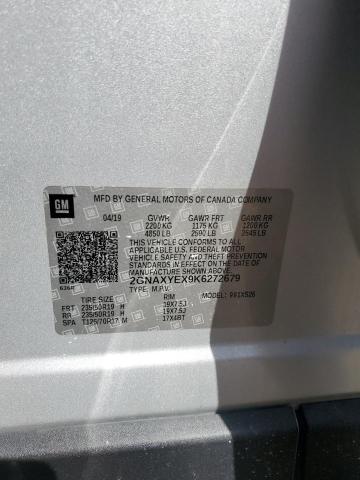 GM
MFD BY GENERAL MOTORS OF CANADA COMPANY
04/19 GVWR GAWR FRT GAWR RR
2200 KG 1175 KG KG
4850 LB 2590 LB 2645 LB
THIS VEHICLE CONFORMS TO ALL
APPLICABLE U.S. FEDERAL MOTOR
VEHICLE SAFETY AND THEFT
PREVENTION STANDARDS IN EFFECT ON THE
DATE OF MANUFACTURE SHOWN ABOVE
2GNAXYEX9K6272679
TYPE: M.P.V. MODEL:
TIRE SIZE RIM
FRT 235/50R19 H 19X7.5J
RR 235/50R19 H 19X7.5J
SPA 17X4BT